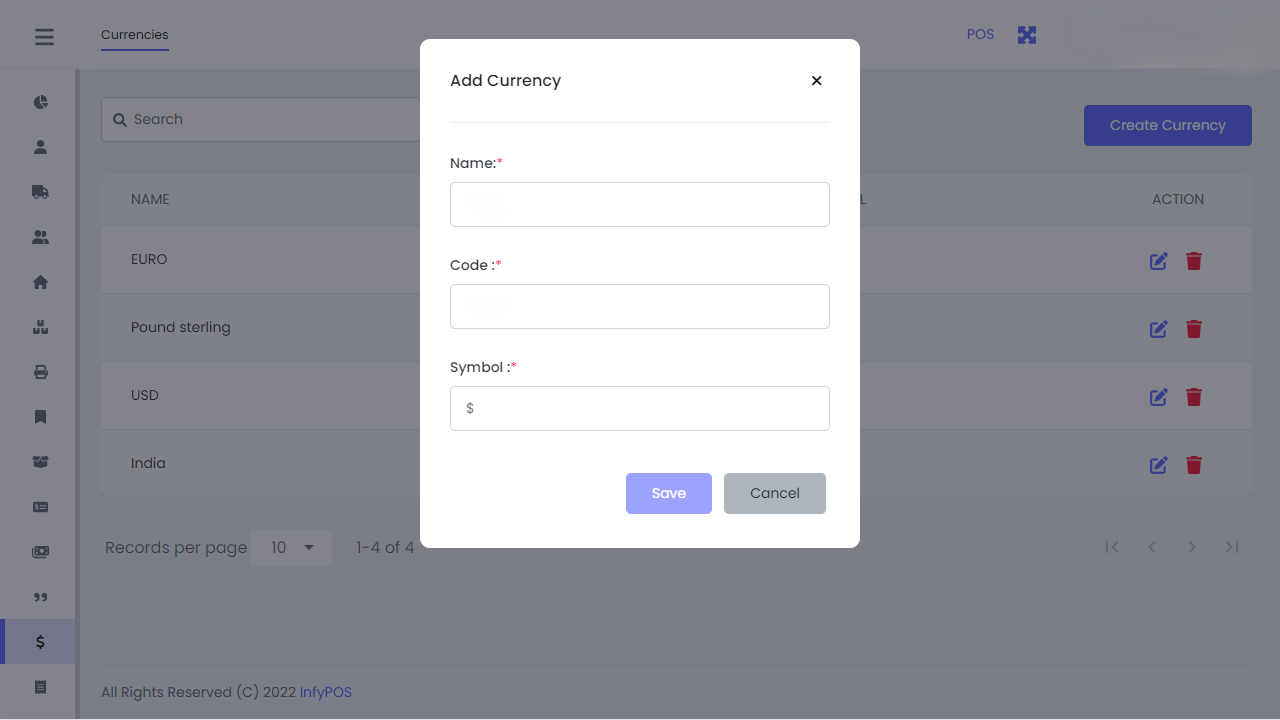 Currencies
POS
Add Currency
Search
Create Currency
Name:*
NAME
L
ACTION
Code :*
EURO
Pound sterling
Symbol :*
USD
$
India
Save
Cancel
Records per page 10 1-4 of 4
$
All Rights Reserved (C) 2022 InfyPOS